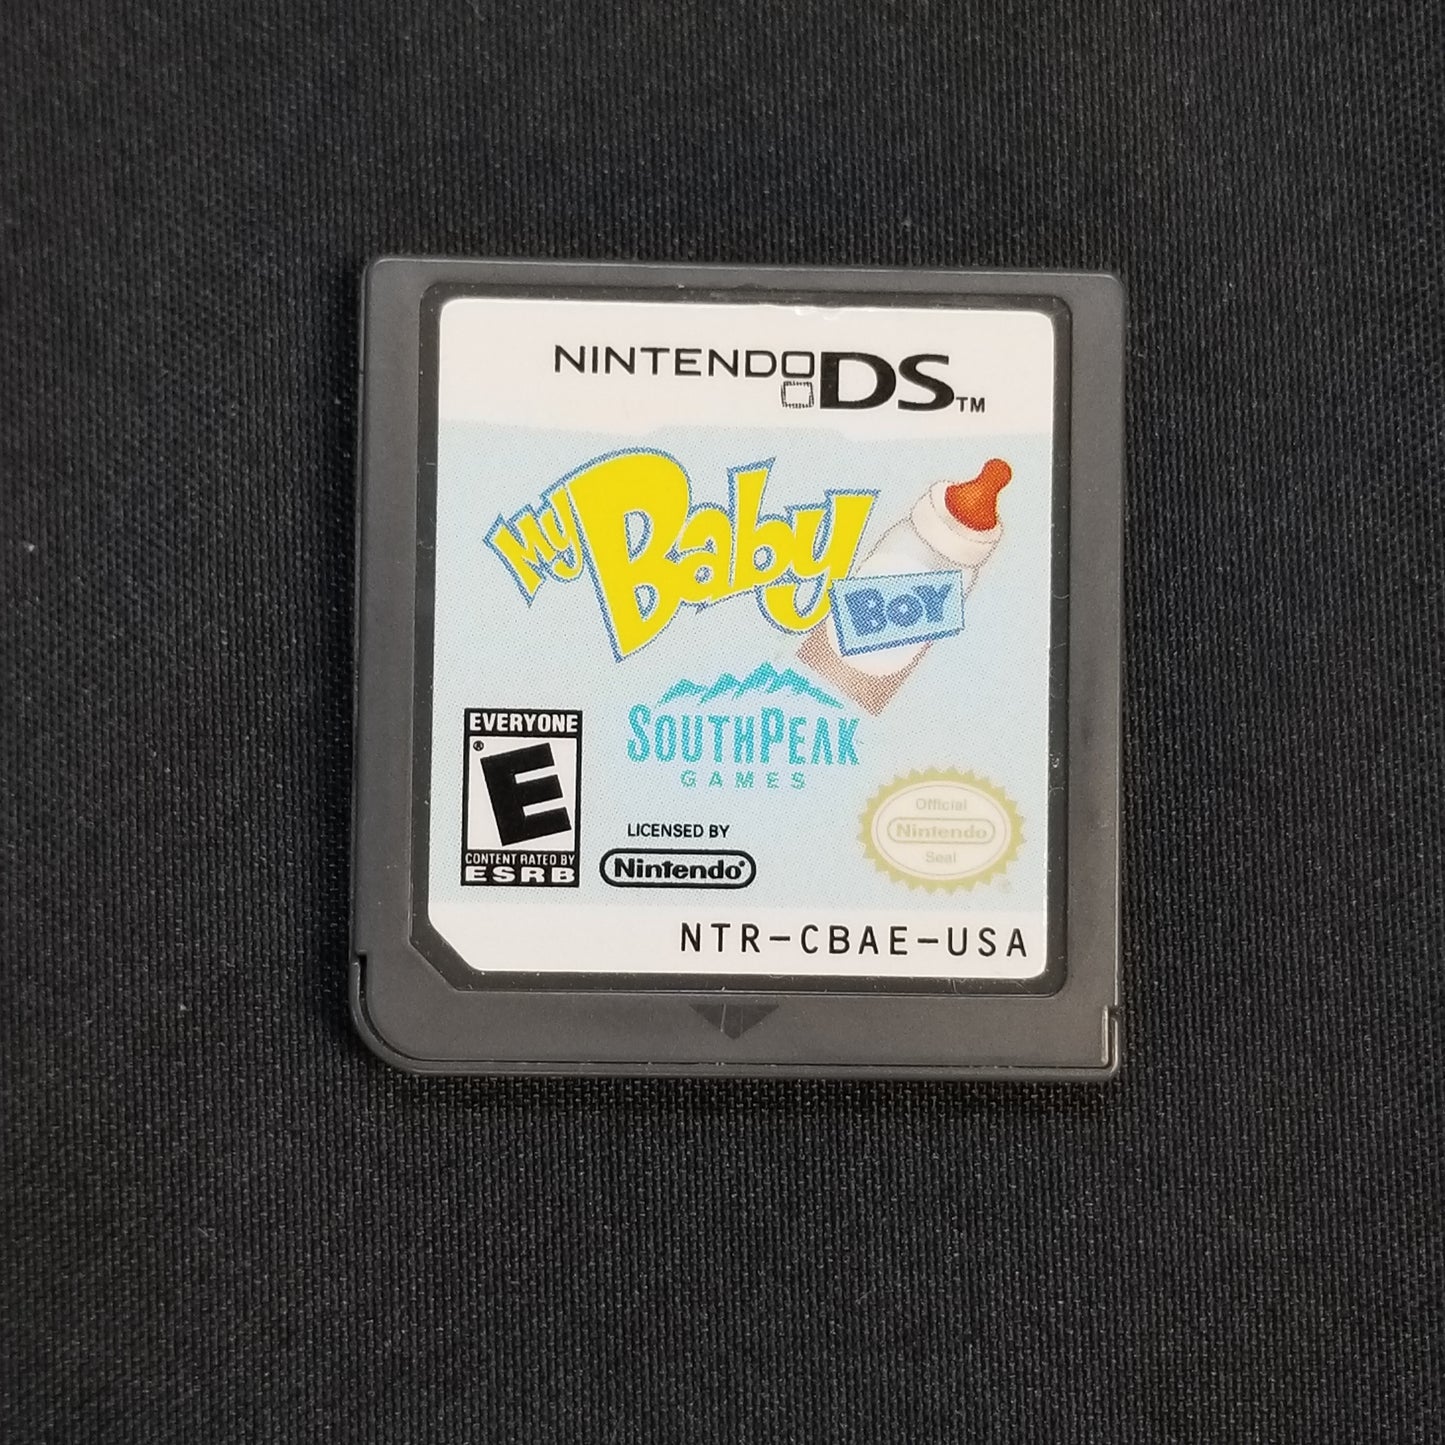 NINTENDO DS™
My Baby
BOY
SOUTHPEAK
GAMES
EVERYONE
E®
CONTENT RATED BY
ESRB
LICENSED BY
Nintendo®
Official
Nintendo
Seal
®
NTR-CBAE-USA